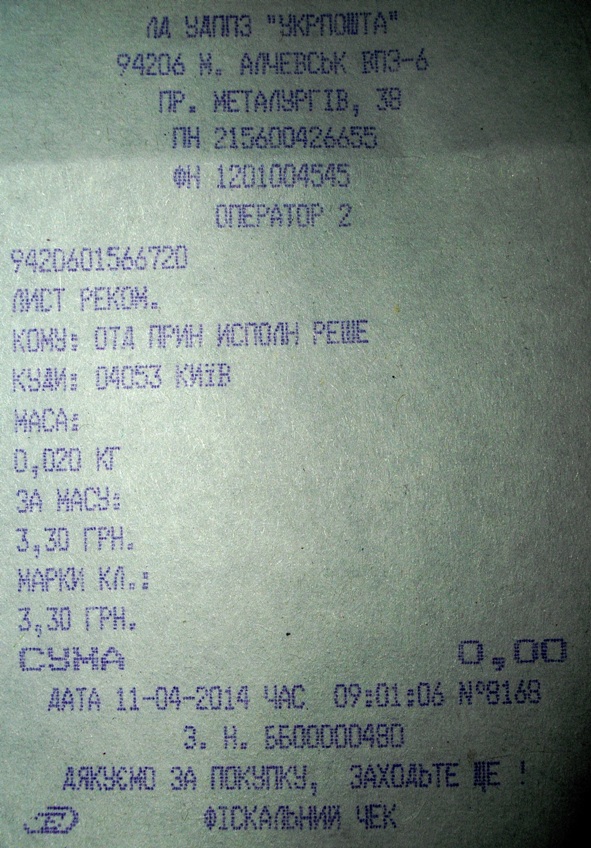 ЛД УДППЗ "УКРПОШТА"
94206 М. АЛЧЕВСЬК ВПЗ-6
ПР. МЕТАЛУРГІВ, 38
ПН 215600426655
ФН 1201004545
ОПЕРАТОР 2
9420601566720
ЛИСТ РЕКОМ.
КОМУ: ОТД ПРИН ИСПОЛН РЕШЕ
КУДИ: 04053 КИЇВ
МАСА:
0,020 КГ
ЗА МАСУ:
3,30 ГРН.
МАРКИ КЛ.:
3,30 ГРН.
СУМА 0,00
ДАТА 11-04-2014 ЧАС 09:01:06 №8168
З. Н. ББ00000480
ДЯКУЄМО ЗА ПОКУПКУ, ЗАХОДЬТЕ ЩЕ !
ФІСКАЛЬНИЙ ЧЕК